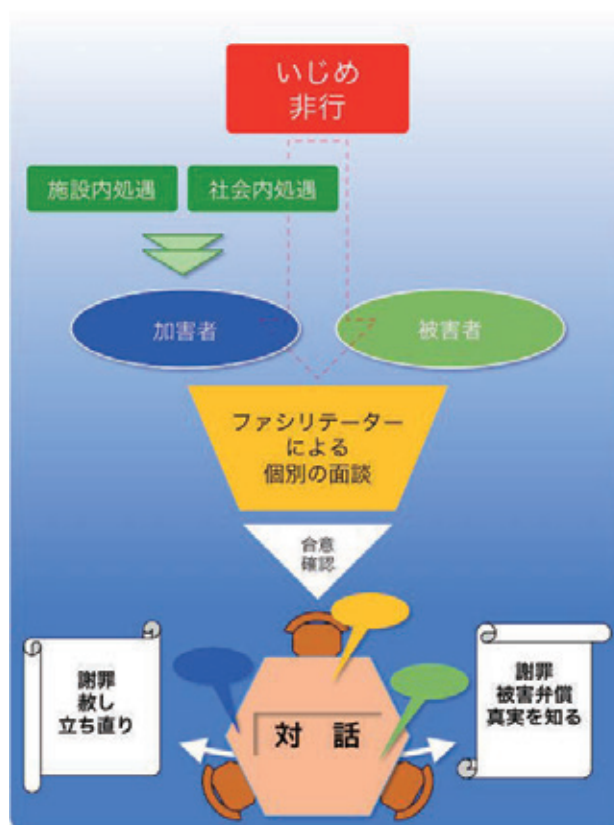 いじめ
非行
施設内処遇
社会内処遇
加害者
被害者
ファシリテーター
による
個別の面談
合意
確認
謝罪
赦し
立ち直り
対 話
謝罪
被害弁償
真実を知る